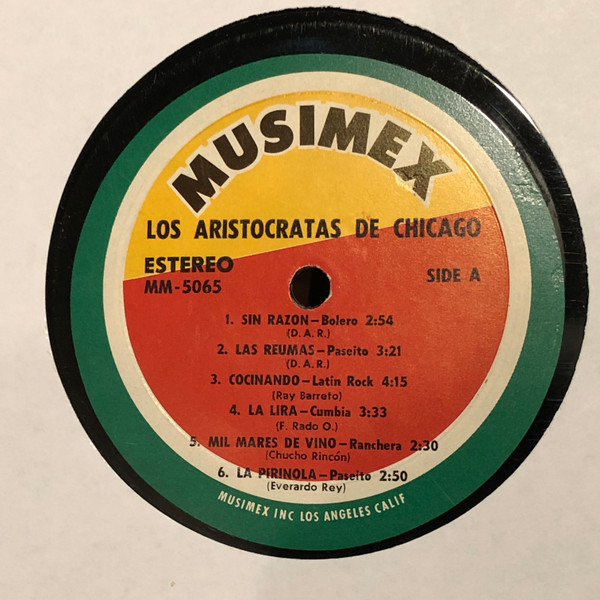 MUSIMEX
LOS ARISTOCRATAS DE CHICAGO
ESTEREO
MM-5065
SIDE A
1. SIN RAZON—Bolero 2:54
(D. A. R.)
2. LAS REUMAS—Paseito 3:21
(D. A. R.)
3. COCINANDO—Latin Rock 4:15
(Ray Barreto)
4. LA LIRA—Cumbia 3:33
(F. Rado O.)
5. MIL MARES DE VINO—Ranchera 2:30
(Chucho Rincón)
6. LA PIRINOLA—Paseito 2:50
(Everardo Rey)
MUSIMEX INC LOS ANGELES CALIF